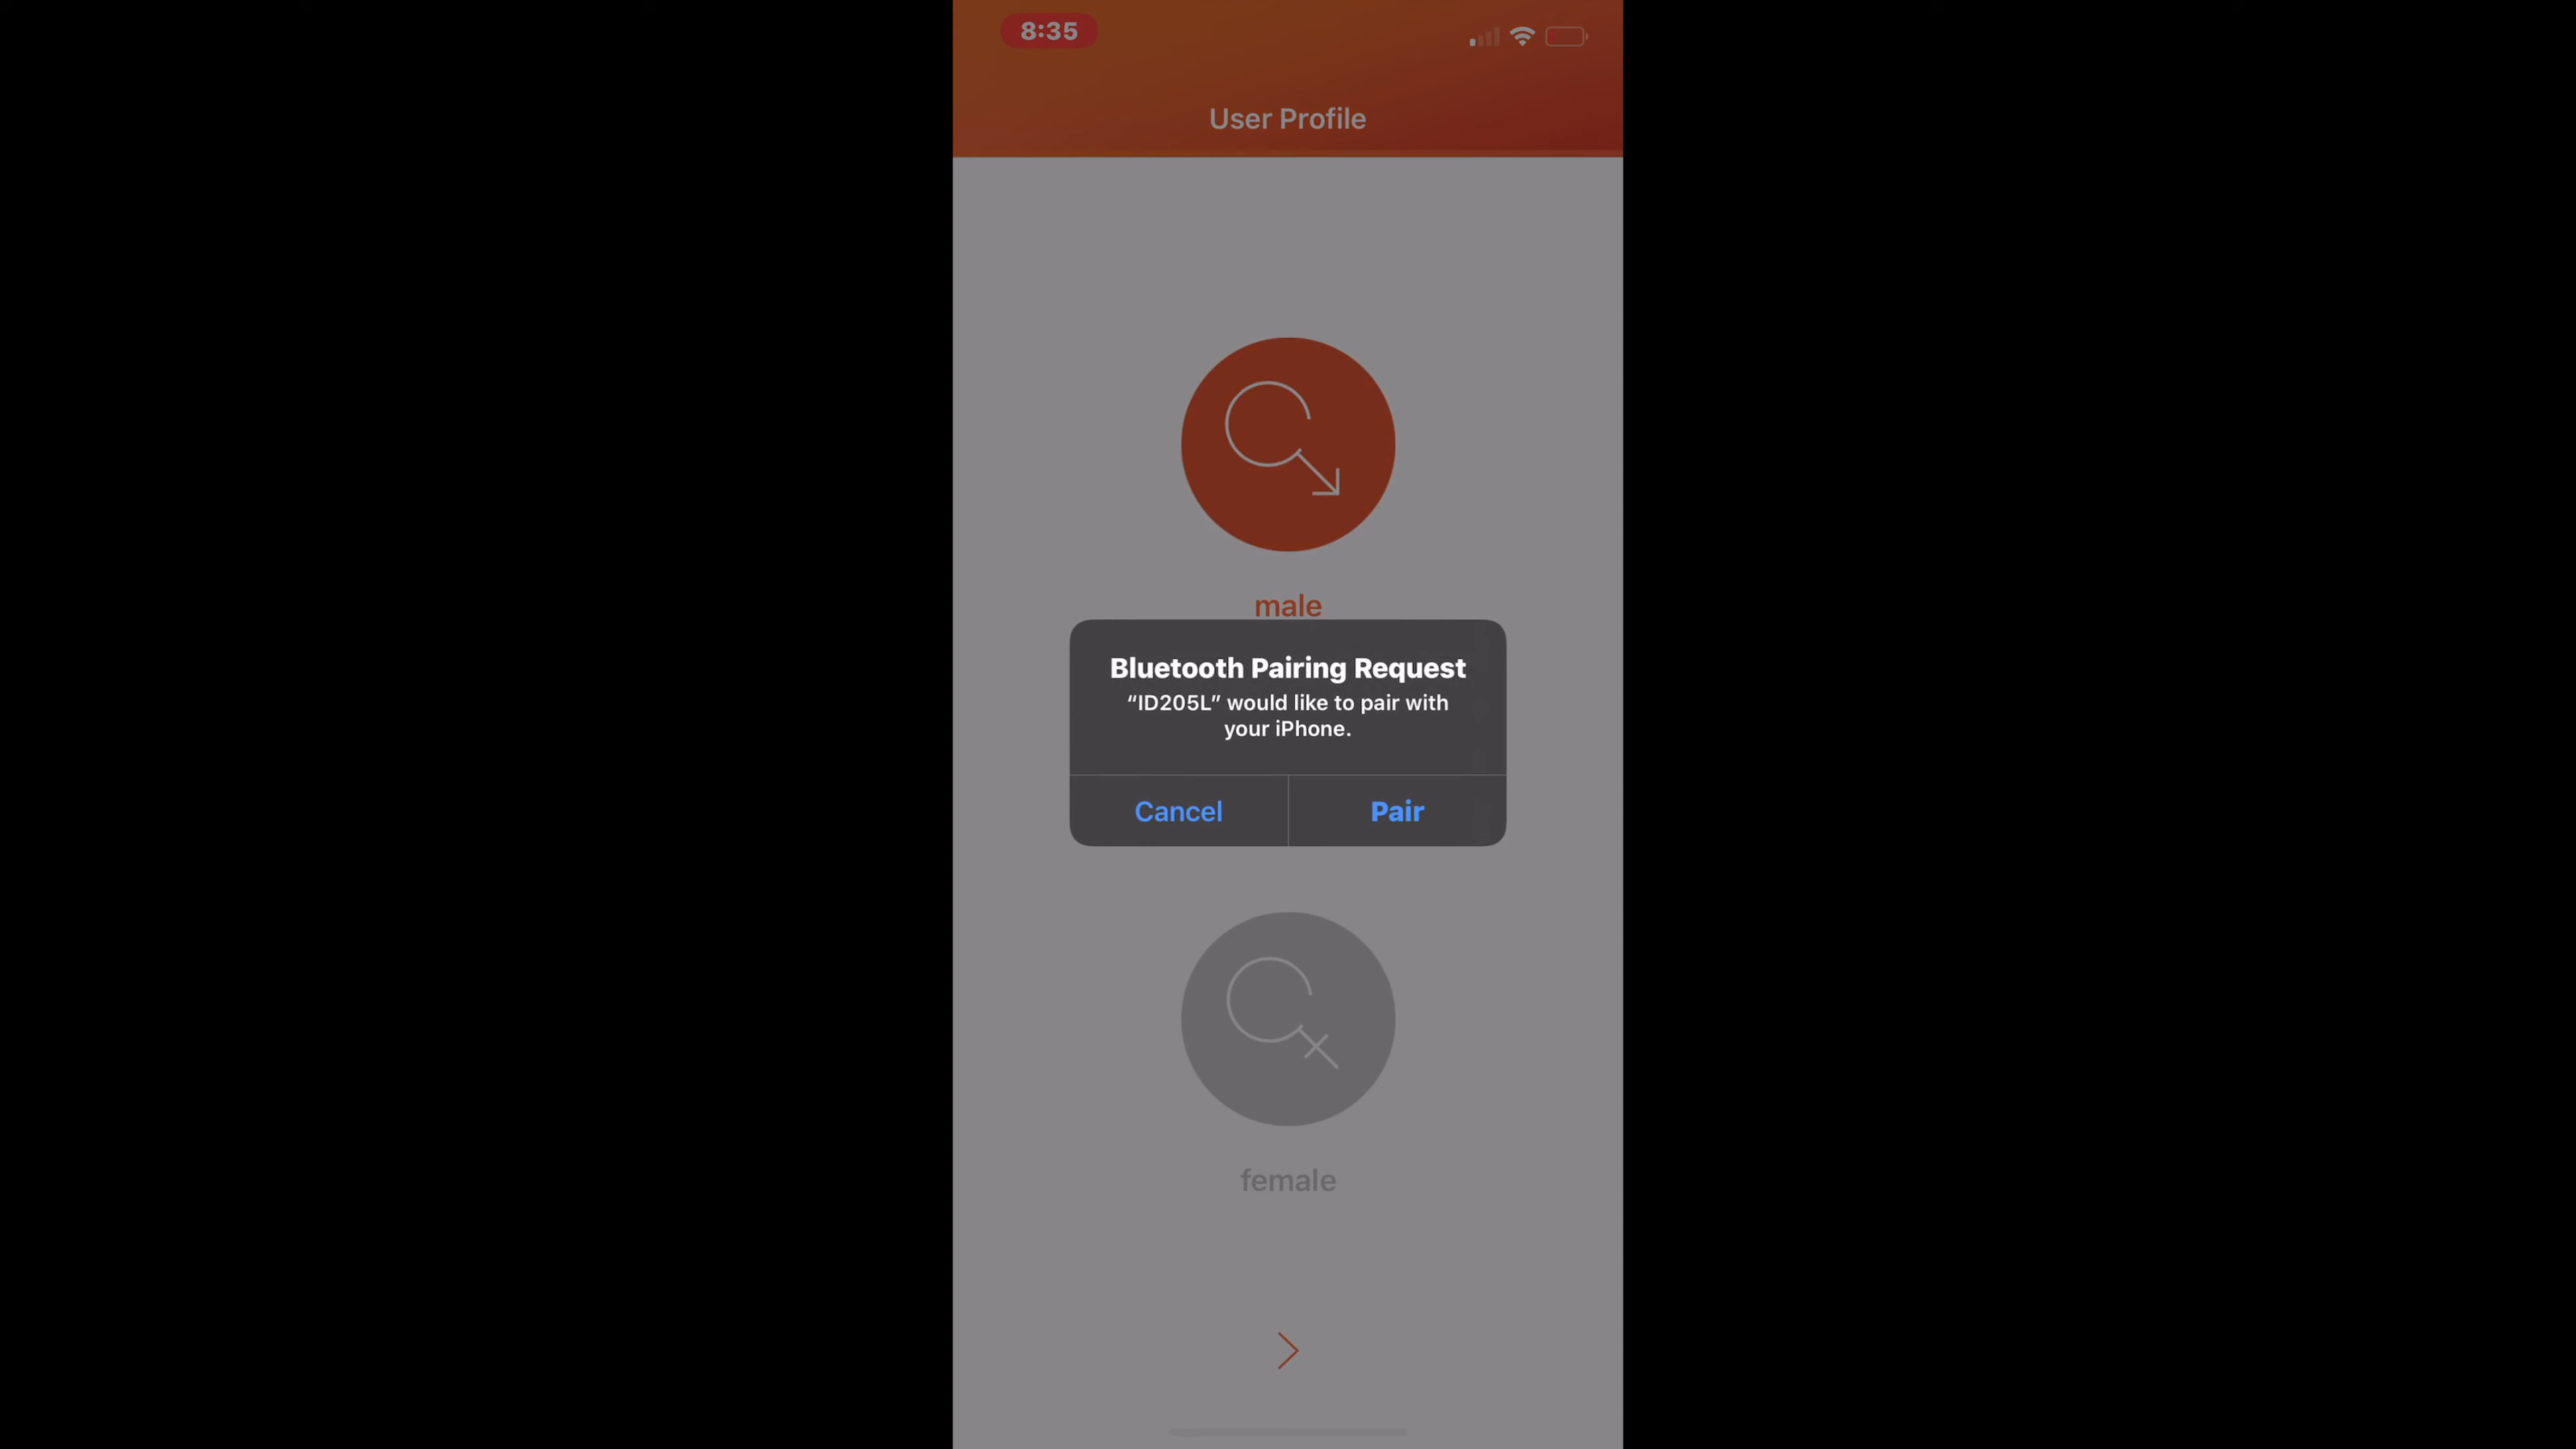 8:35
User Profile
male
Bluetooth Pairing Request
“ID205L” would like to pair with
your iPhone.
Cancel
Pair
female